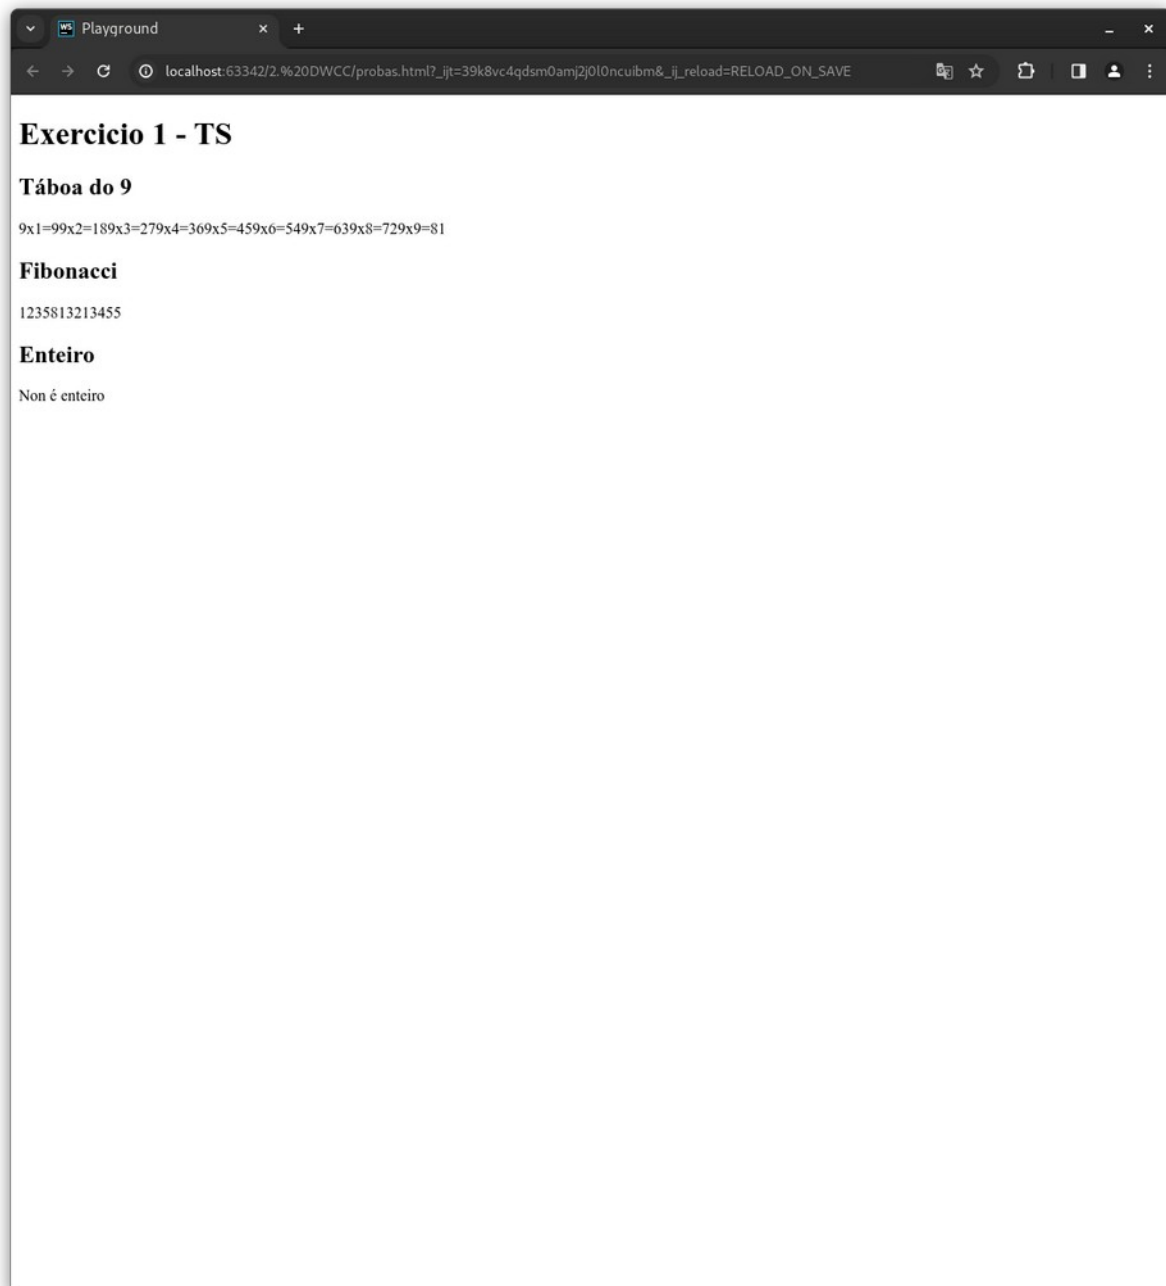 WS Playground
localhost:63342/2.%20DWCC/probas.html?_ijt=39k8vc4qdsm0amj2j0l0ncuibm&_ij_reload=RELOAD_ON_SAVE
Exercicio 1 - TS
Táboa do 9
9x1=99x2=189x3=279x4=369x5=459x6=549x7=639x8=729x9=81
Fibonacci
1235813213455
Enteiro
Non é enteiro